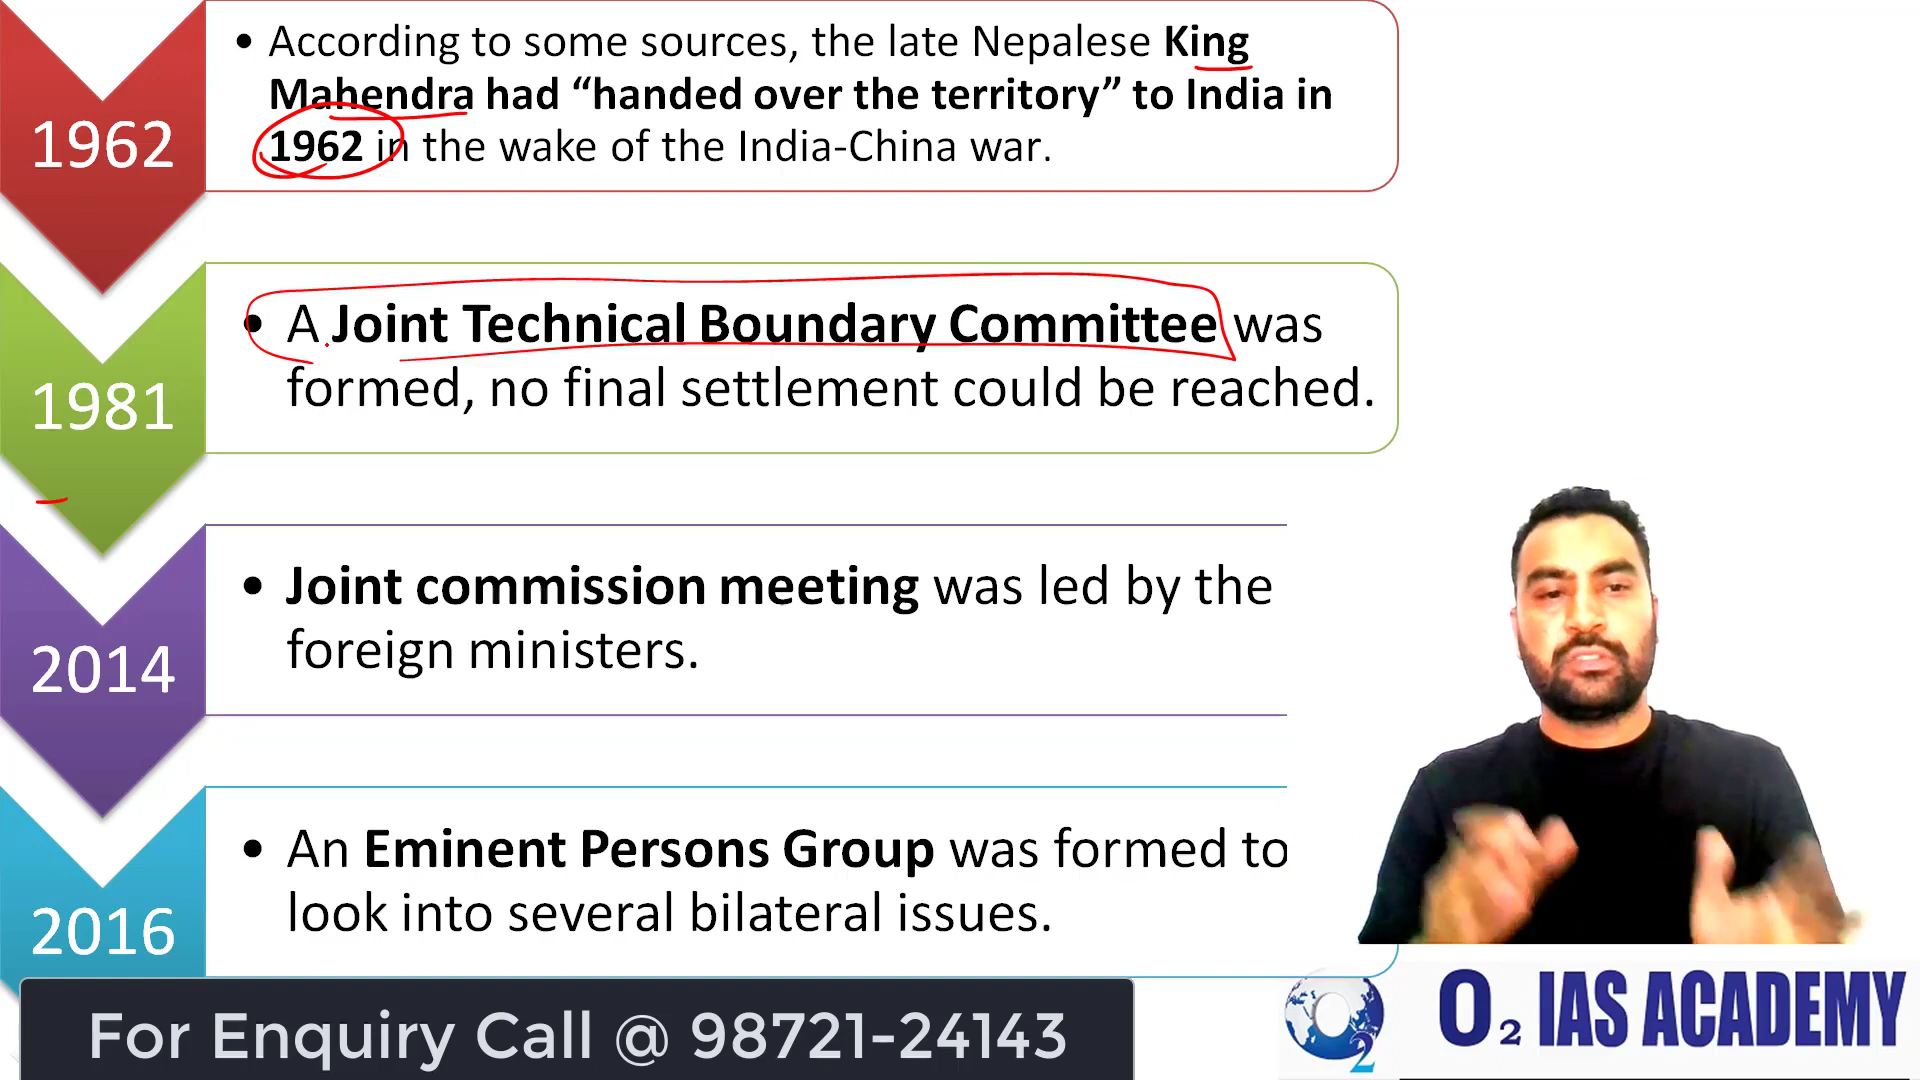 1962
• According to some sources, the late Nepalese King
Mahendra had “handed over the territory” to India in
1962 in the wake of the India-China war.
1981
• A Joint Technical Boundary Committee was
formed, no final settlement could be reached.
2014
• Joint commission meeting was led by the
foreign ministers.
2016
• An Eminent Persons Group was formed to
look into several bilateral issues.
For Enquiry Call @ 98721-24143
O2
O2 IAS ACADEMY